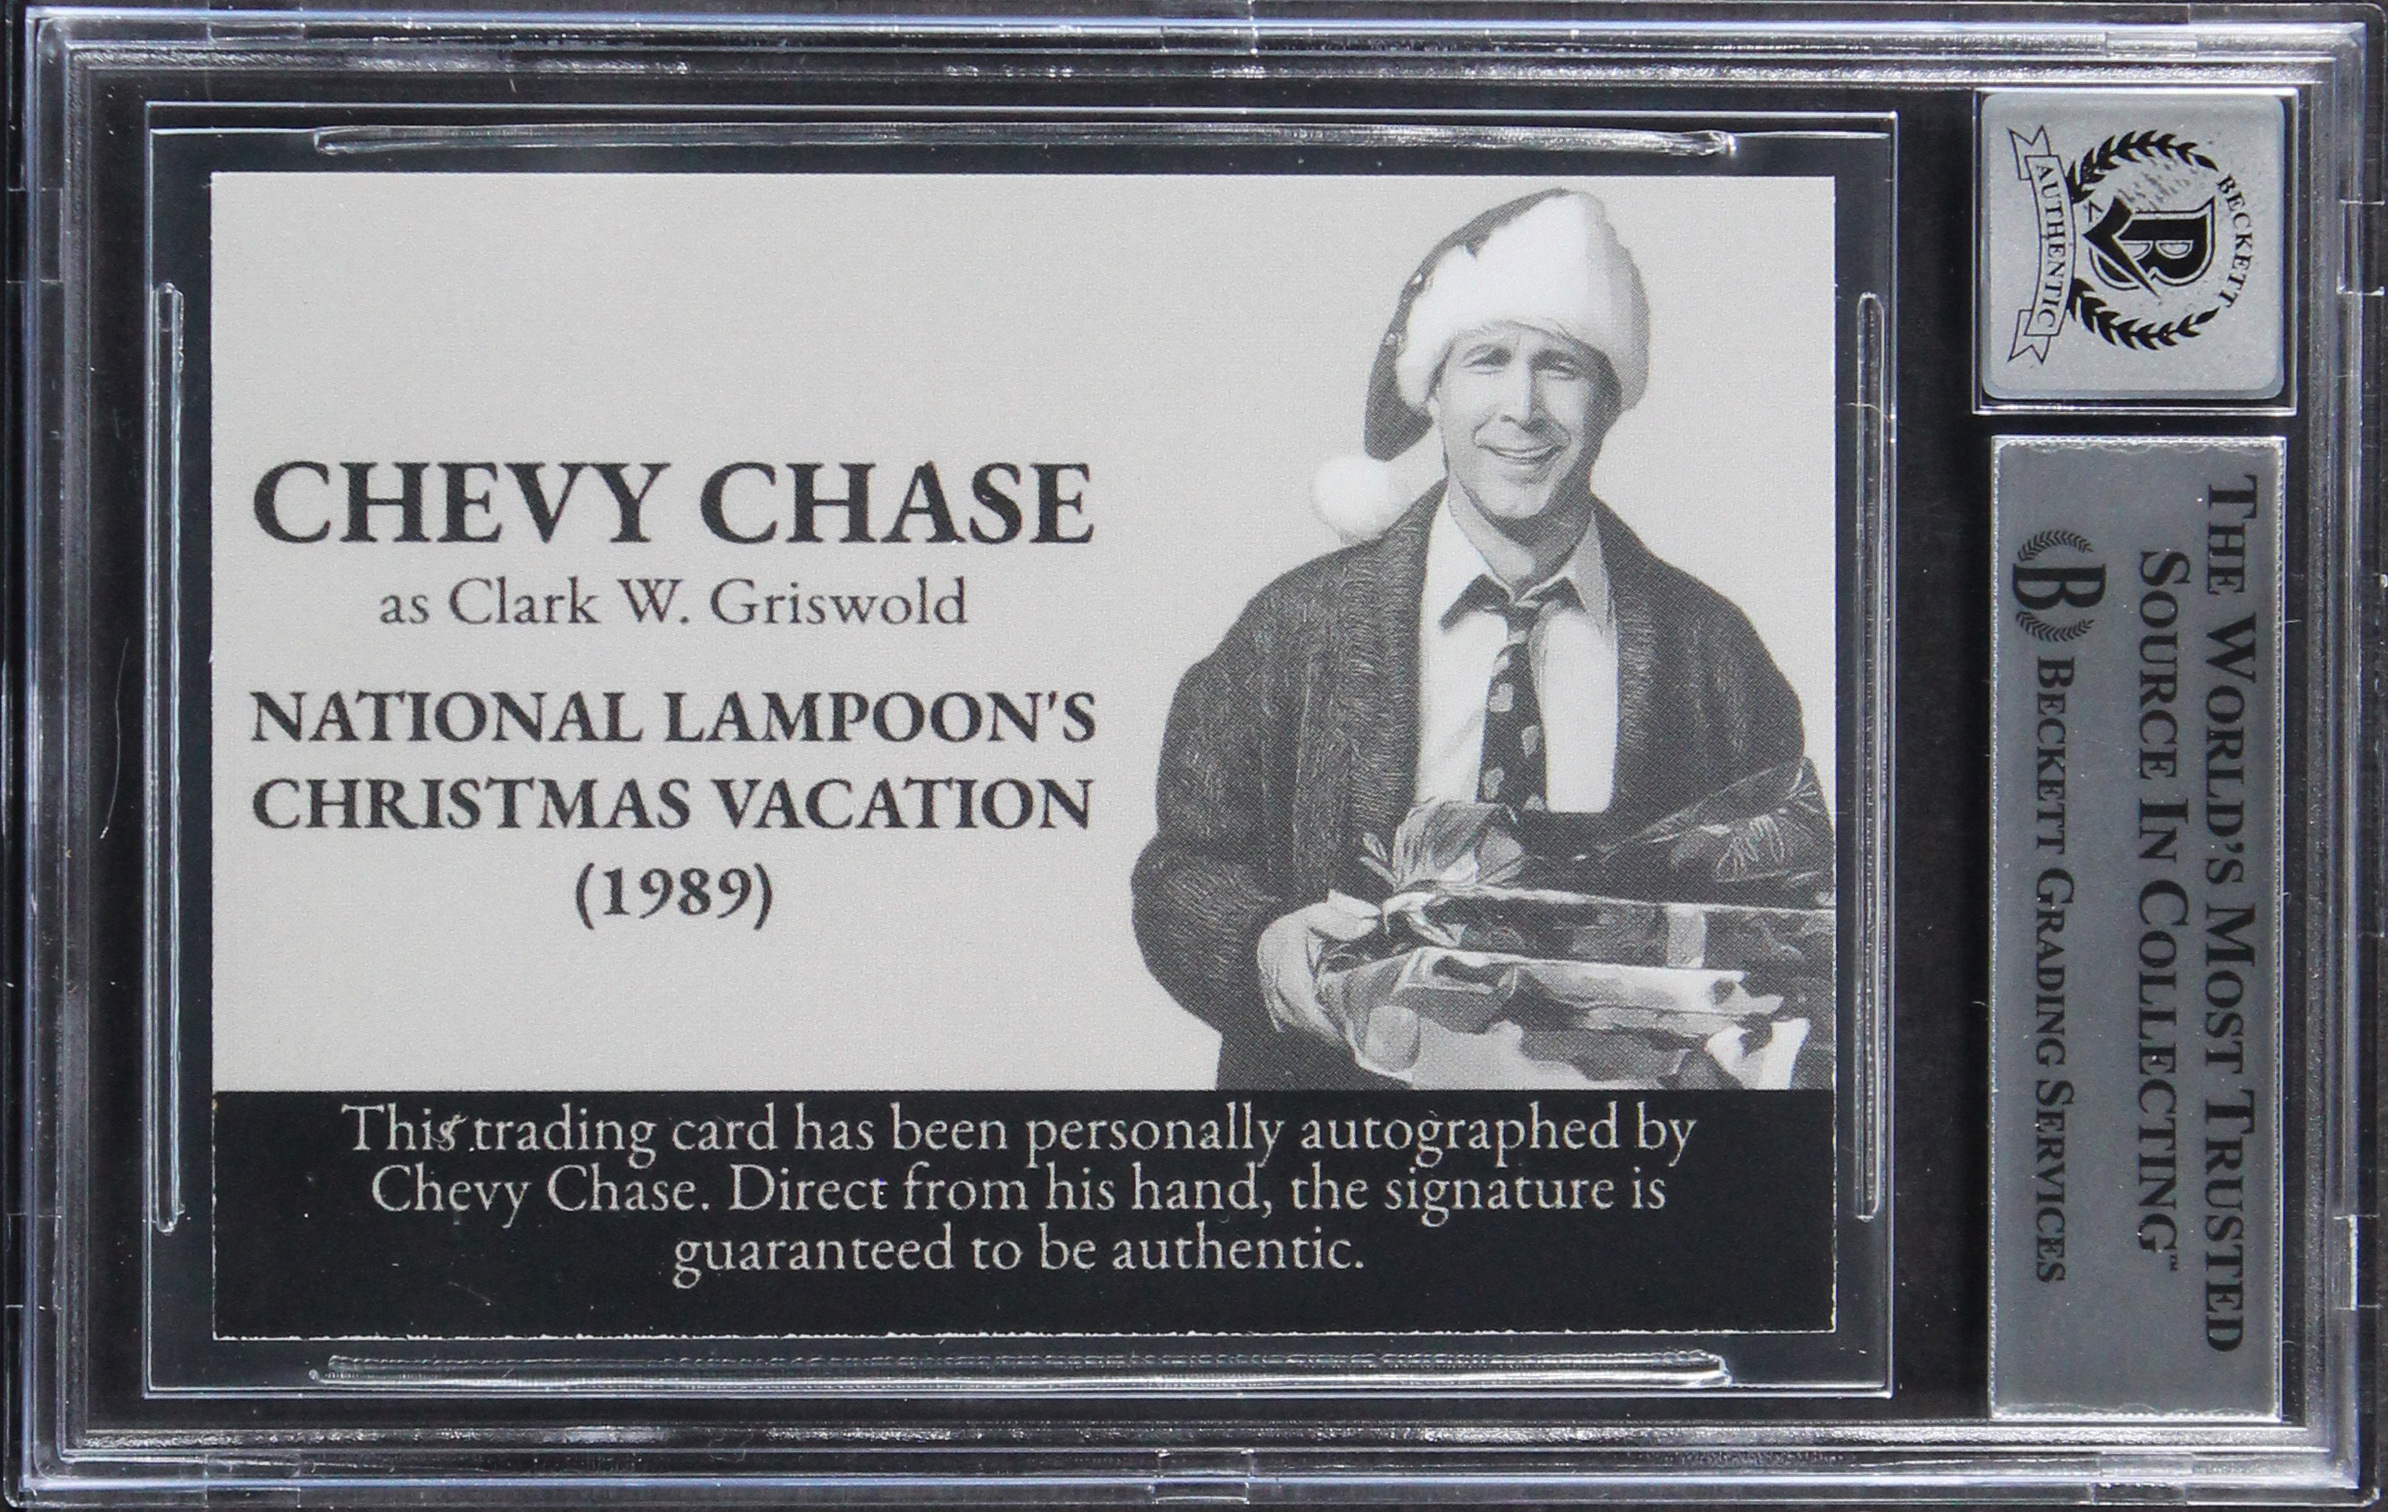 CHEVY CHASE
as Clark W. Griswold
NATIONAL LAMPOON'S
CHRISTMAS VACATION
(1989)
This trading card has been personally autographed by
Chevy Chase. Direct from his hand, the signature is
guaranteed to be authentic.
BECKETT
AUTHENTIC
THE WORLD'S MOST TRUSTED
SOURCE IN COLLECTING™
B BECKETT GRADING SERVICES